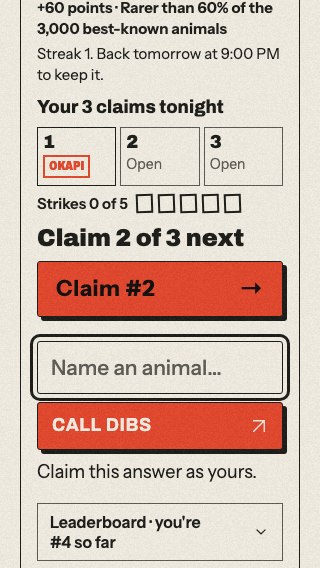 +60 points · Rarer than 60% of the
3,000 best-known animals
Streak 1. Back tomorrow at 9:00 PM
to keep it.
Your 3 claims tonight
1
OKAPI
2
Open
3
Open
Strikes 0 of 5
Claim 2 of 3 next
Claim #2 →
Name an animal...
CALL DIBS
Claim this answer as yours.
Leaderboard · you're
#4 so far